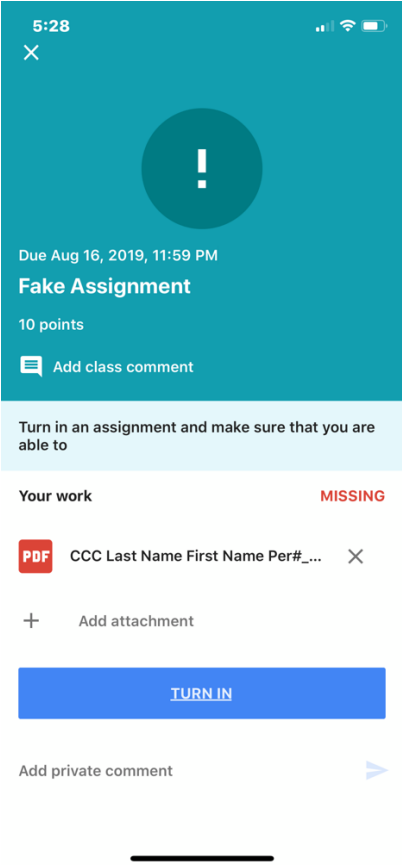 5:28
!
Due Aug 16, 2019, 11:59 PM
Fake Assignment
10 points
Add class comment
Turn in an assignment and make sure that you are
able to
Your work MISSING
PDF CCC Last Name First Name Per#_...
Add attachment
TURN IN
Add private comment